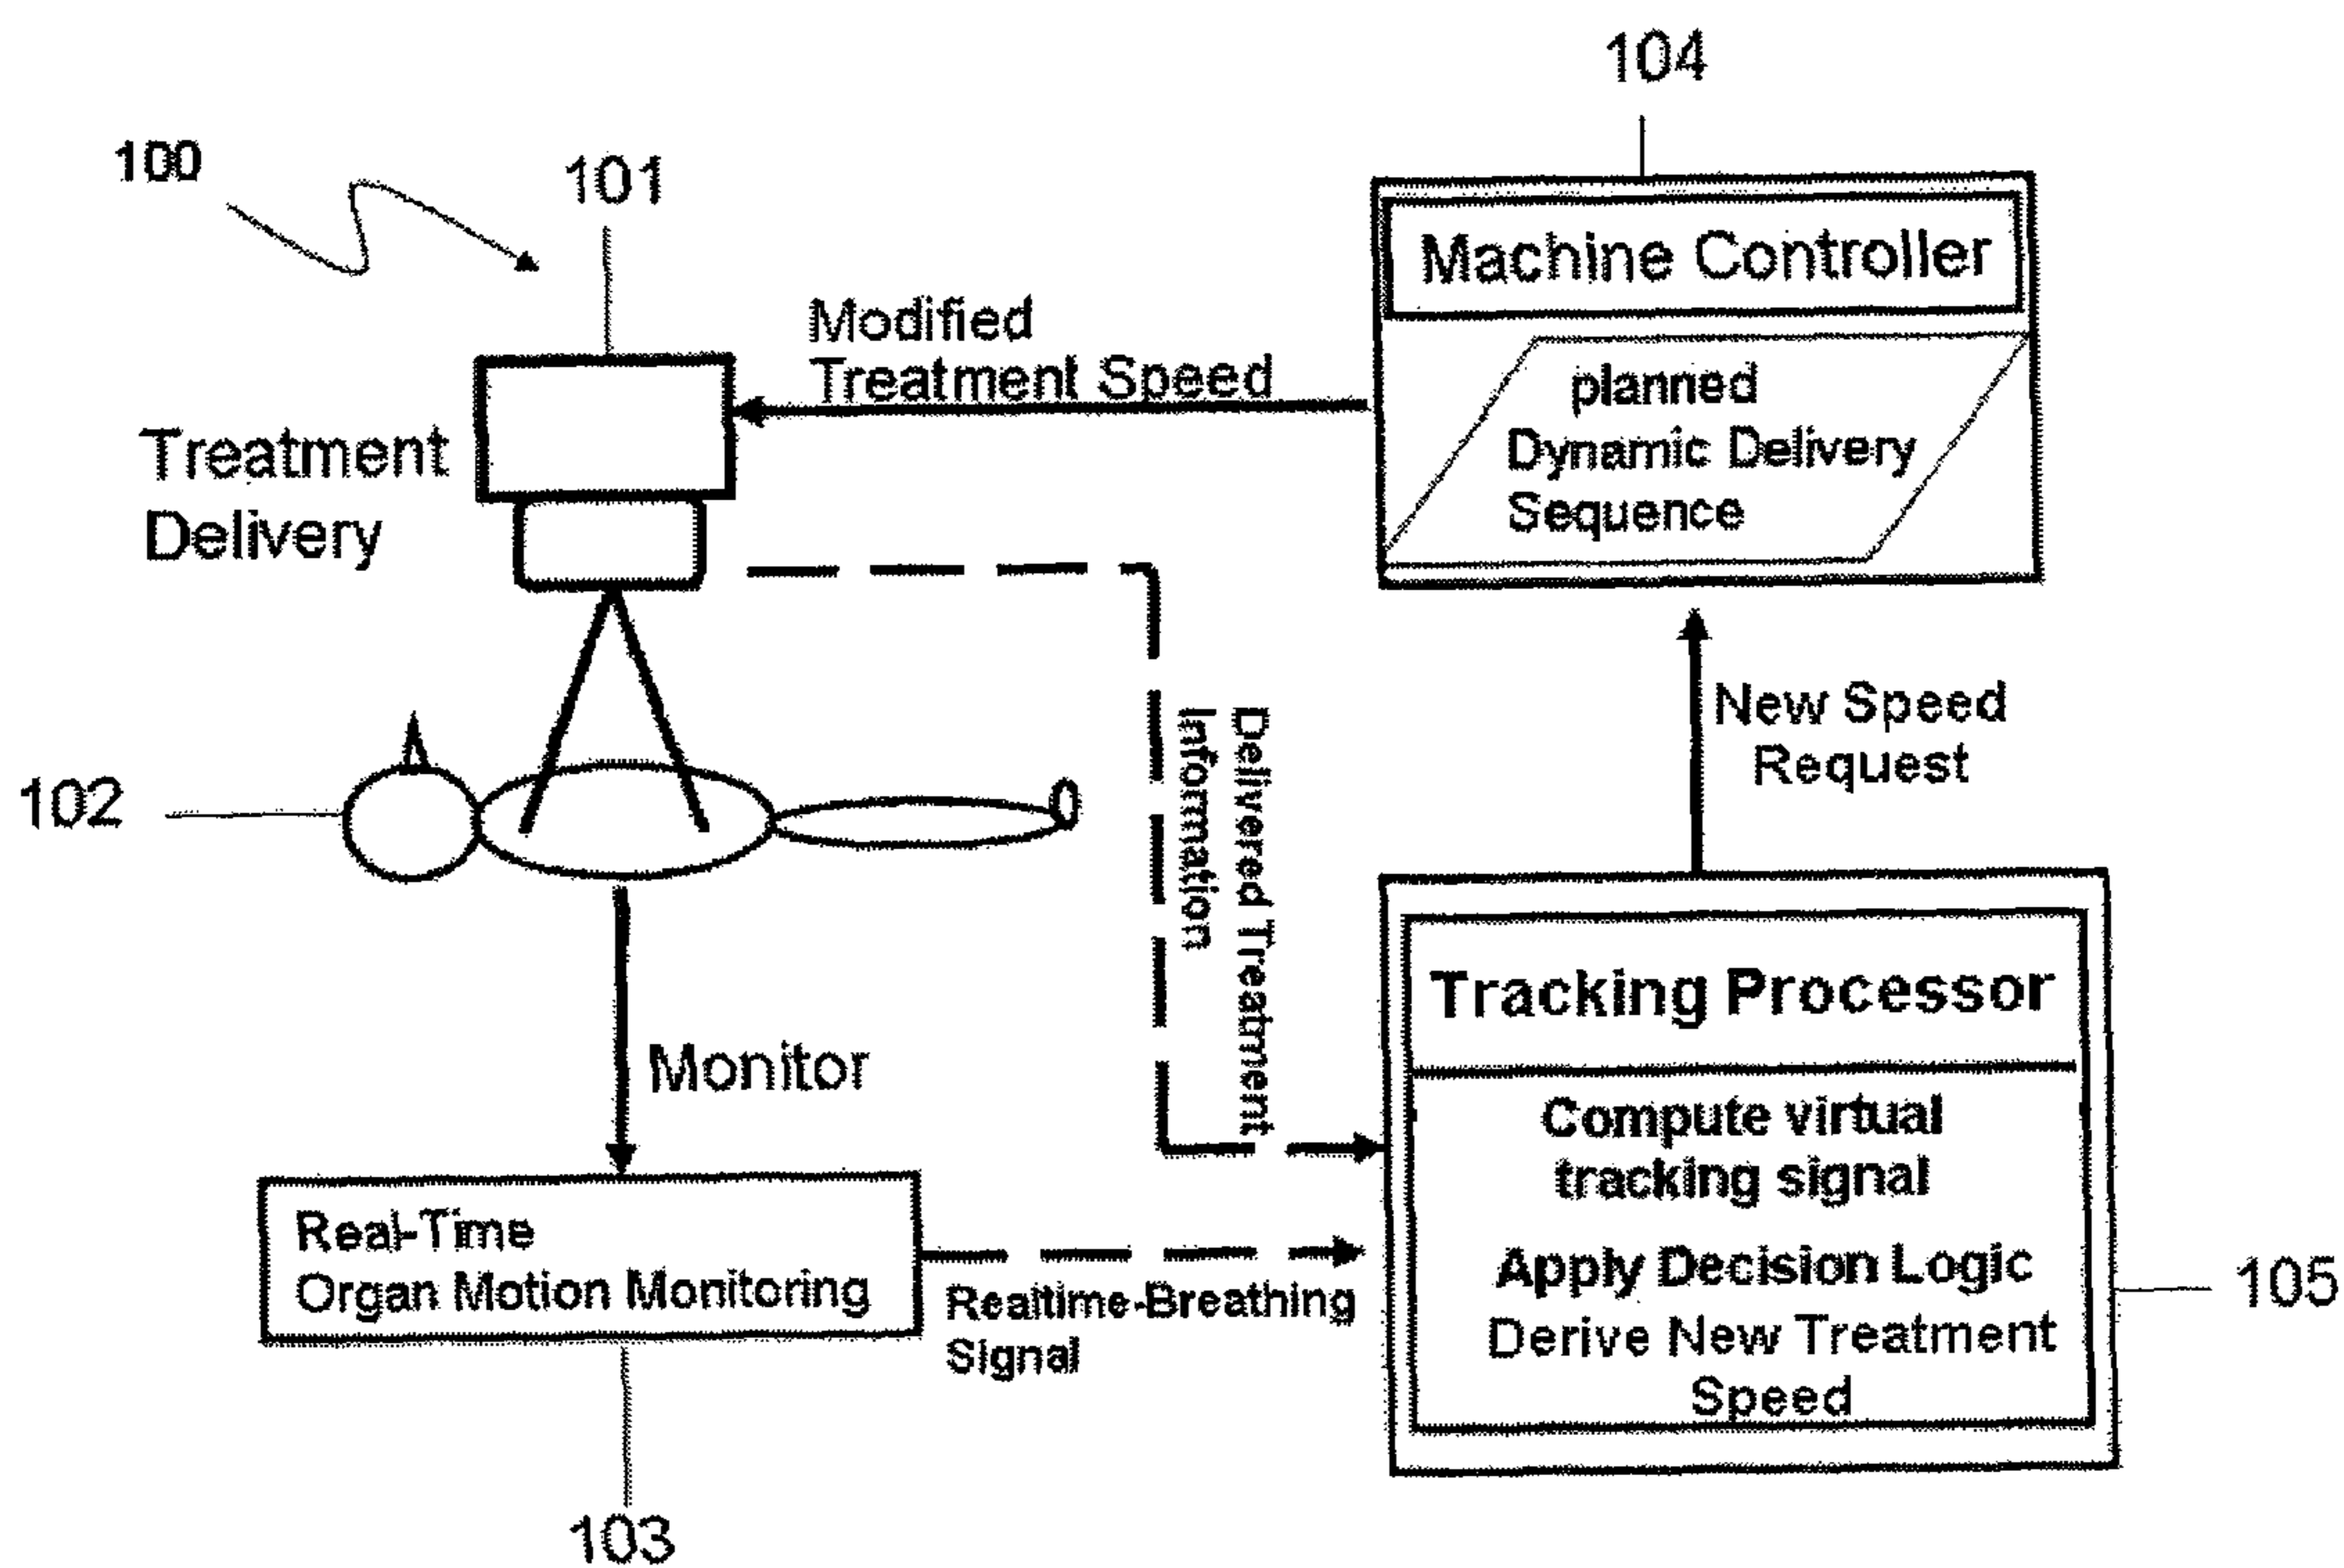 104
100
101
Machine Controller
Modified
Treatment Speed
planned
Dynamic Delivery
Sequence
Treatment
Delivery
New Speed
Request
Delivered Treatment
Information
102
Tracking Processor
Monitor
Compute virtual
tracking signal
Real-Time
Organ Motion Monitoring
Apply Decision Logic
Derive New Treatment
Speed
105
Realtime-Breathing
Signal
103